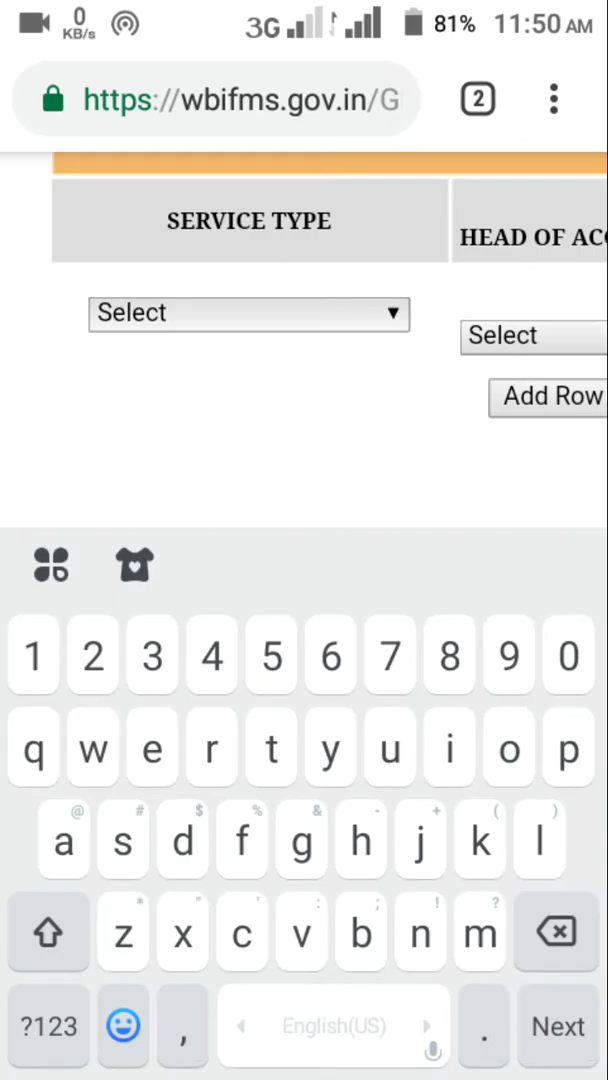 0
KB/s
3G
81%
11:50 AM
https://wbifms.gov.in/G
2
SERVICE TYPE
HEAD OF AC
Select
Select
Add Row
1 2 3 4 5 6 7 8 9 0
q w e r t y u i o p
@ # $ % & - + ( )
a s d f g h j k l
* " ' : ; ! ?
z x c v b n m
?123 , English(US) . Next